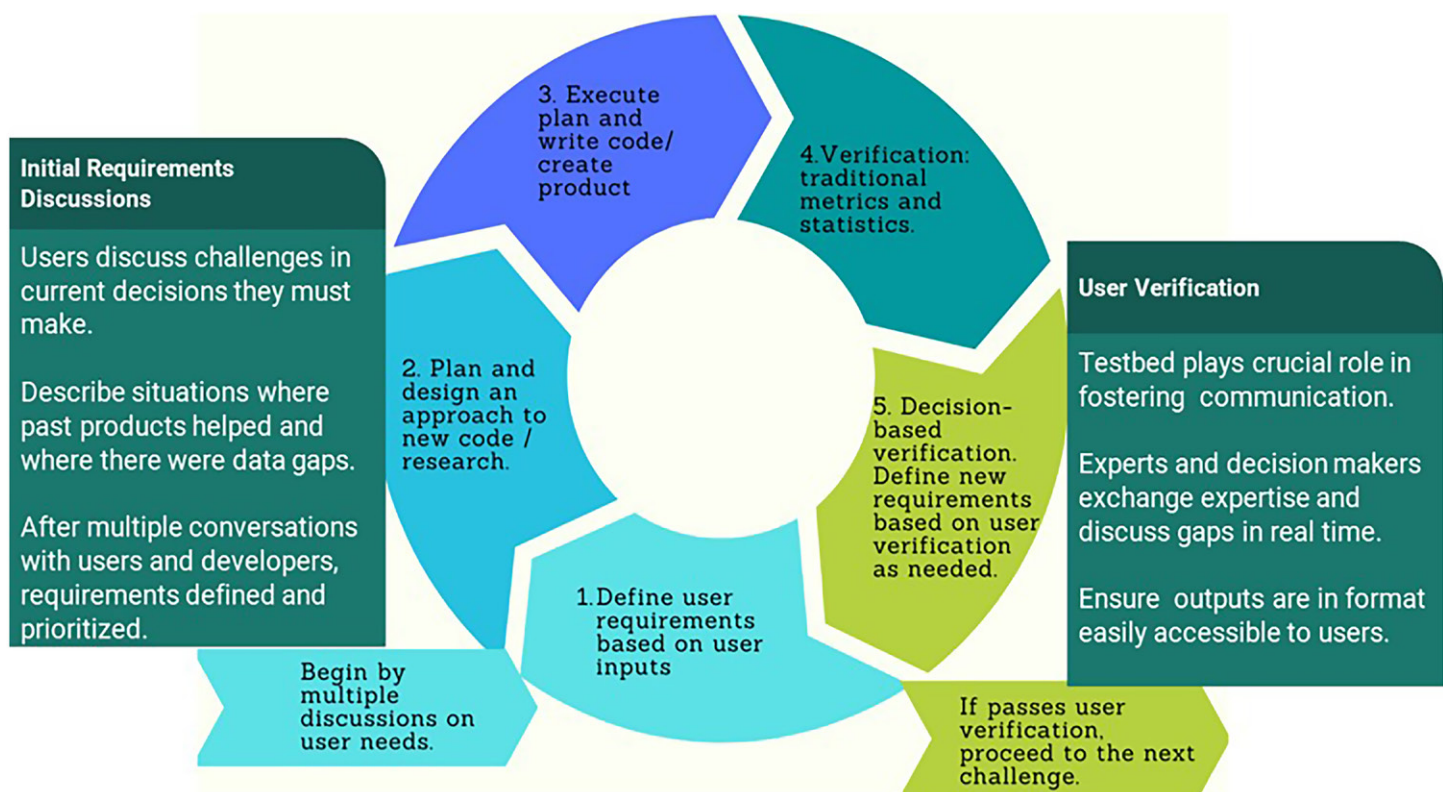 Initial Requirements
Discussions
Users discuss challenges in
current decisions they must
make.
Describe situations where
past products helped and
where there were data gaps.
After multiple conversations
with users and developers,
requirements defined and
prioritized.
Begin by
multiple
discussions on
user needs.
1.Define user
requirements
based on user
inputs
2. Plan and
design an
approach to
new code /
research.
3. Execute
plan and
write code/
create
product
4.Verification:
traditional
metrics and
statistics.
5. Decision-
based
verification.
Define new
requirements
based on user
verification
as needed.
If passes user
verification,
proceed to the next
challenge.
User Verification
Testbed plays crucial role in
fostering communication.
Experts and decision makers
exchange expertise and
discuss gaps in real time.
Ensure outputs are in format
easily accessible to users.